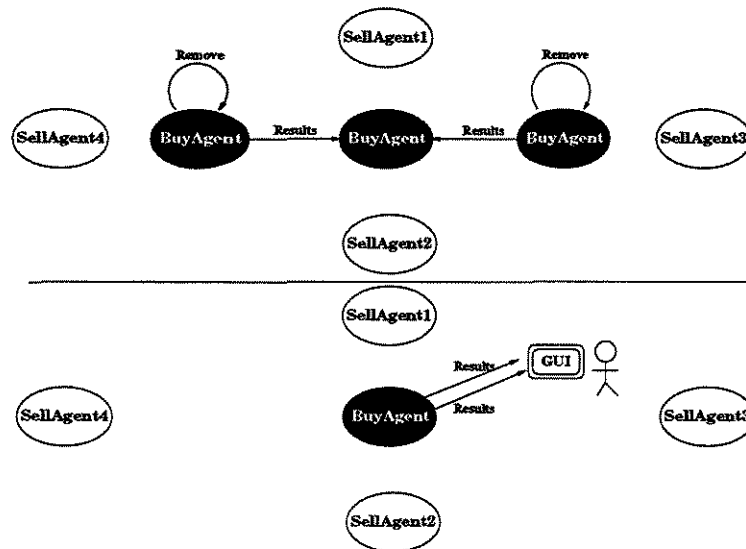 SellAgent1
Remove
Remove
SellAgent4
BuyAgent
Results
BuyAgent
Results
BuyAgent
SellAgent3
SellAgent2
SellAgent1
Results
GUI
SellAgent4
BuyAgent
Results
SellAgent3
SellAgent2